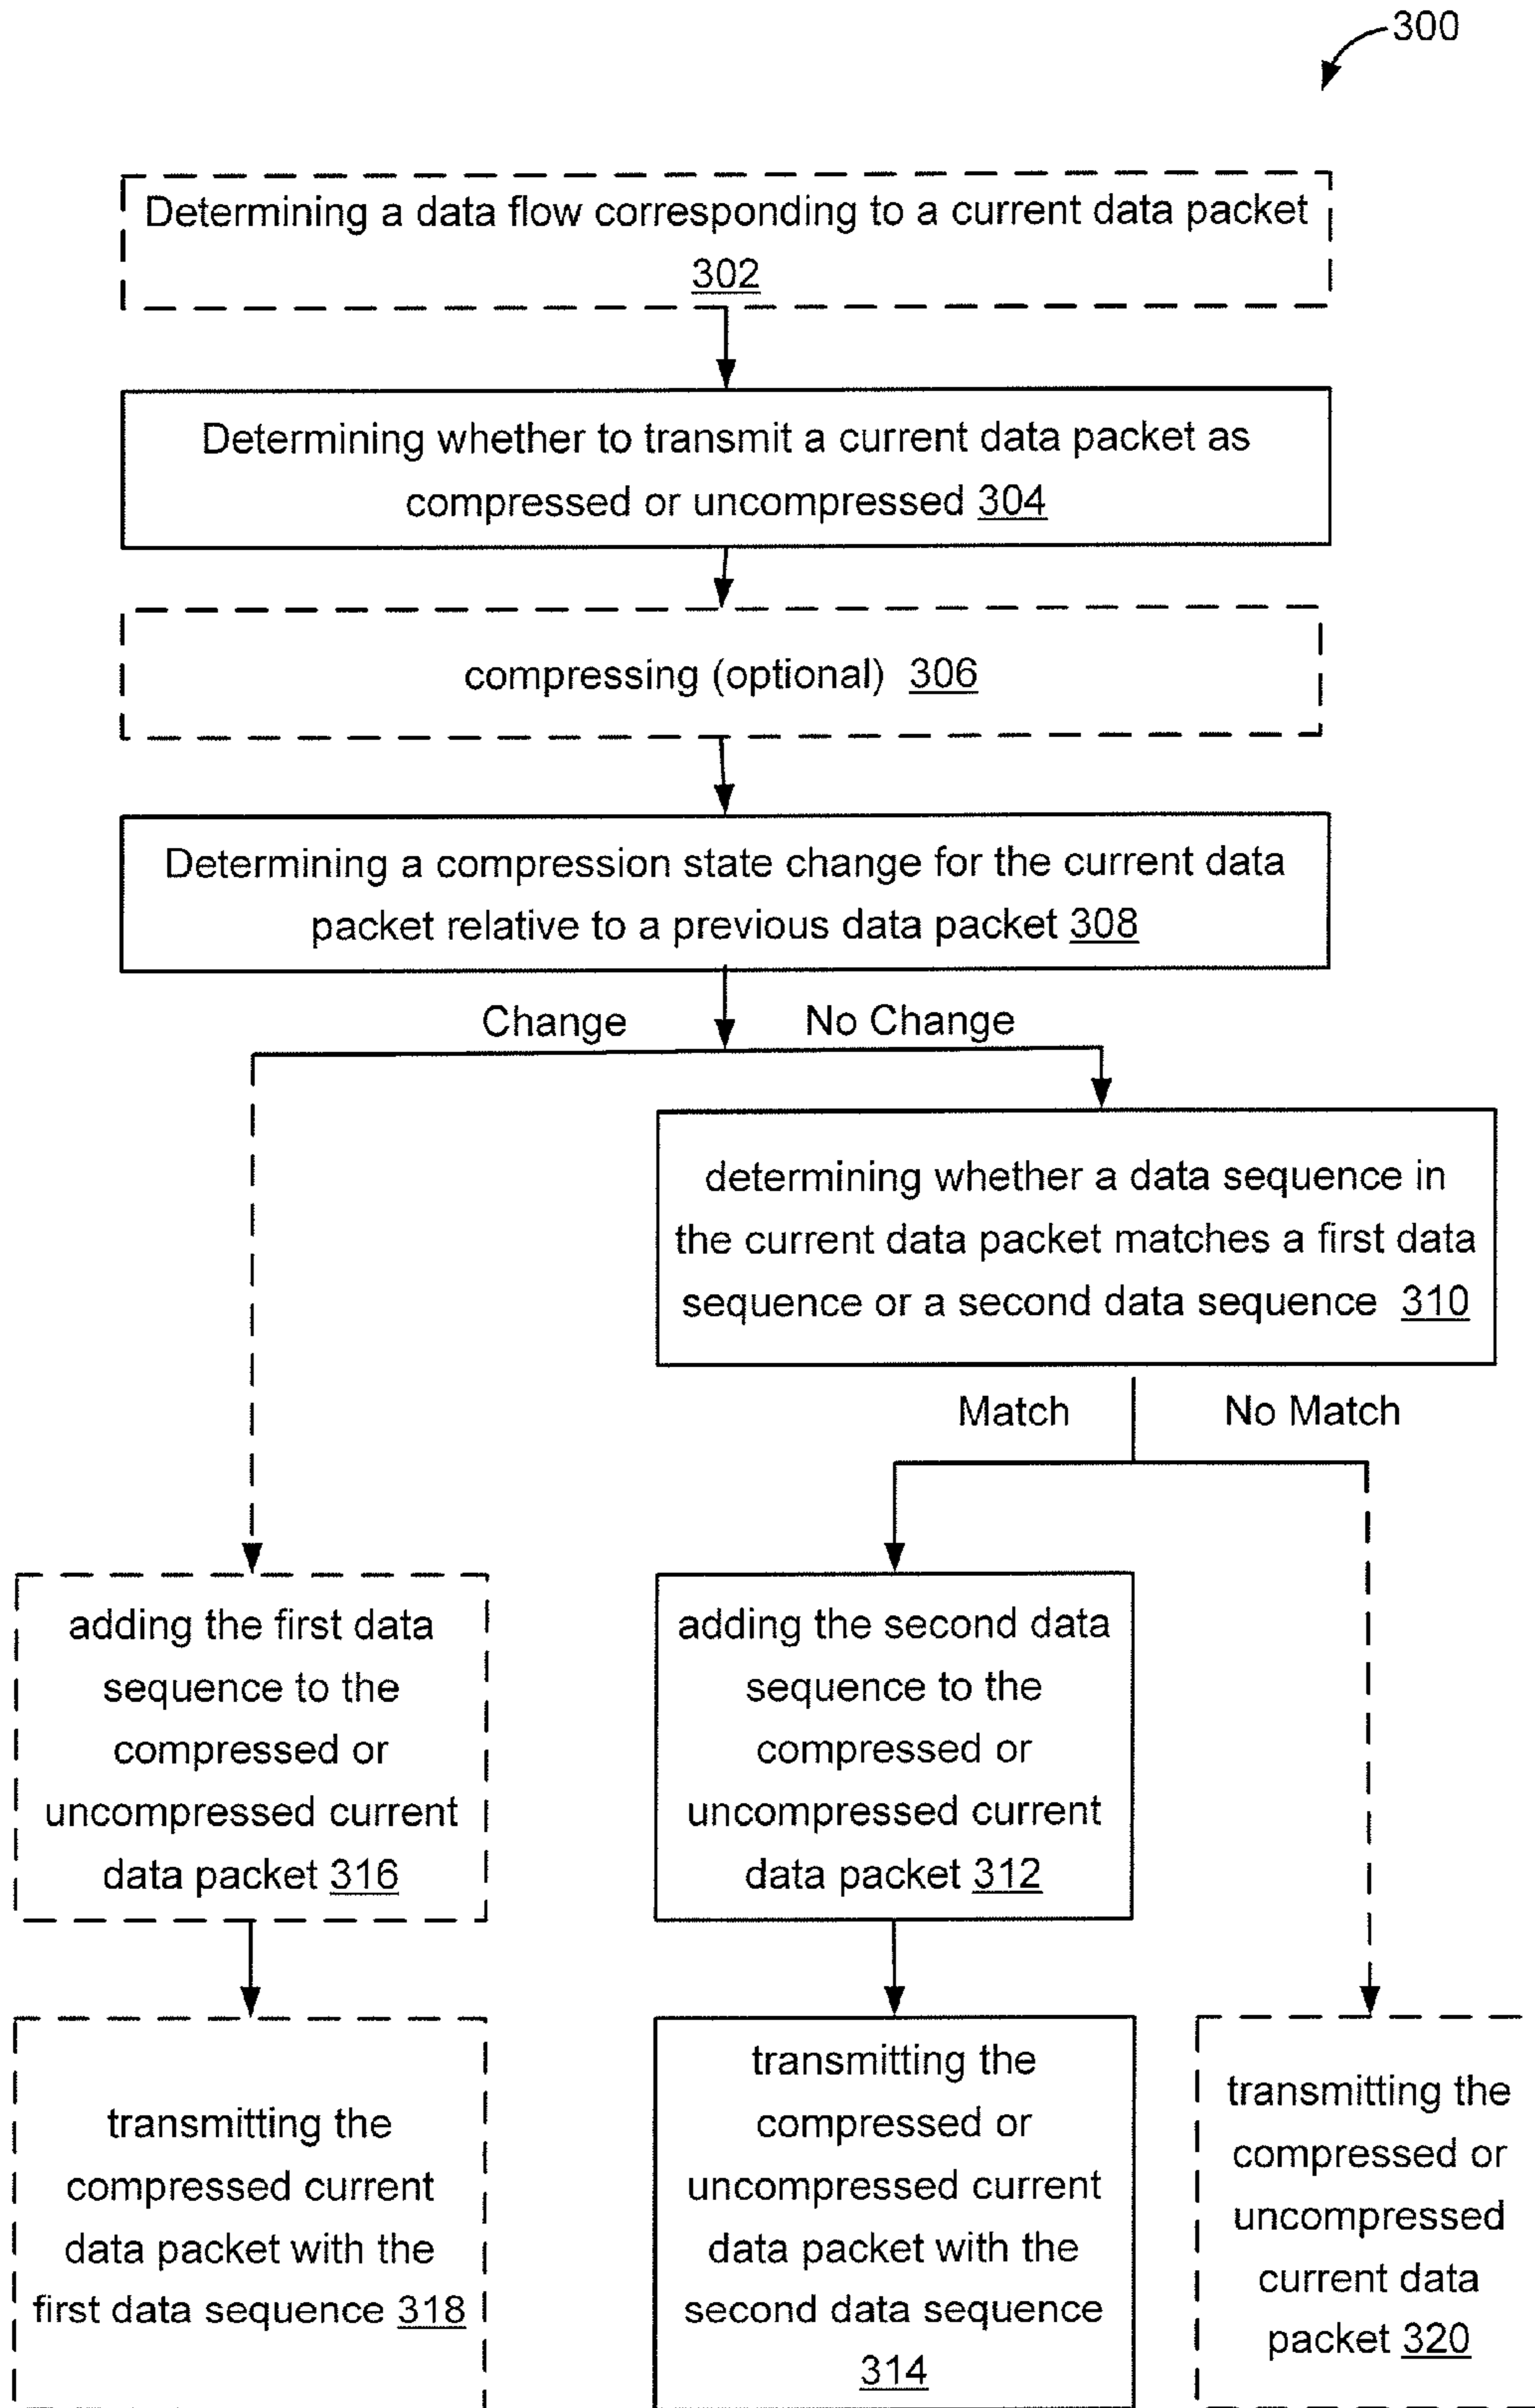 300
Determining a data flow corresponding to a current data packet
302
Determining whether to transmit a current data packet as
compressed or uncompressed 304
compressing (optional) 306
Determining a compression state change for the current data
packet relative to a previous data packet 308
Change
No Change
determining whether a data sequence in
the current data packet matches a first data
sequence or a second data sequence 310
Match
No Match
adding the first data
sequence to the
compressed or
uncompressed current
data packet 316
adding the second data
sequence to the
compressed or
uncompressed current
data packet 312
transmitting the
compressed current
data packet with the
first data sequence 318
transmitting the
compressed or
uncompressed current
data packet with the
second data sequence
314
transmitting the
compressed or
uncompressed
current data
packet 320